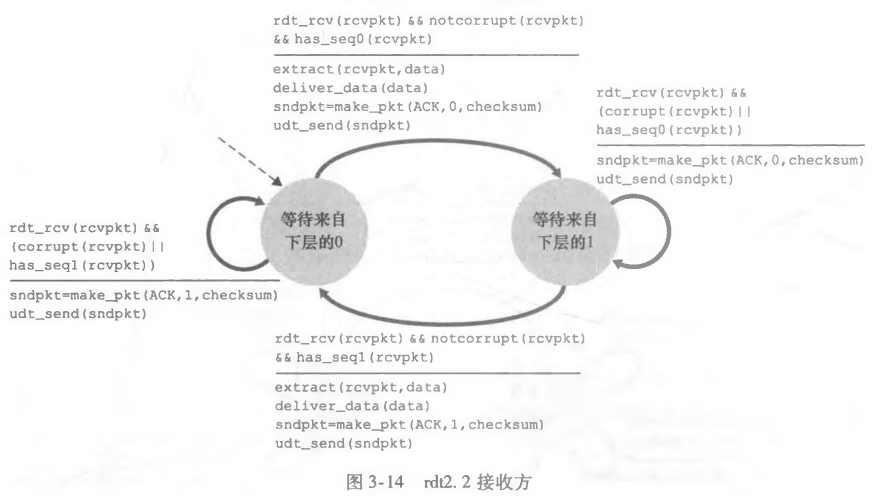 rdt_rcv(rcvpkt) && notcorrupt(rcvpkt)
&& has_seq0(rcvpkt)
extract(rcvpkt,data)
deliver_data(data)
sndpkt=make_pkt(ACK,0,checksum)
udt_send(sndpkt)
rdt_rcv(rcvpkt) &&
(corrupt(rcvpkt)||
has_seq0(rcvpkt))
sndpkt=make_pkt(ACK,0,checksum)
udt_send(sndpkt)
等待来自
下层的0
等待来自
下层的1
rdt_rcv(rcvpkt) &&
(corrupt(rcvpkt)||
has_seq1(rcvpkt))
sndpkt=make_pkt(ACK,1,checksum)
udt_send(sndpkt)
rdt_rcv(rcvpkt) && notcorrupt(rcvpkt)
&& has_seq1(rcvpkt)
extract(rcvpkt,data)
deliver_data(data)
sndpkt=make_pkt(ACK,1,checksum)
udt_send(sndpkt)
图 3-14 rdt2. 2 接收方